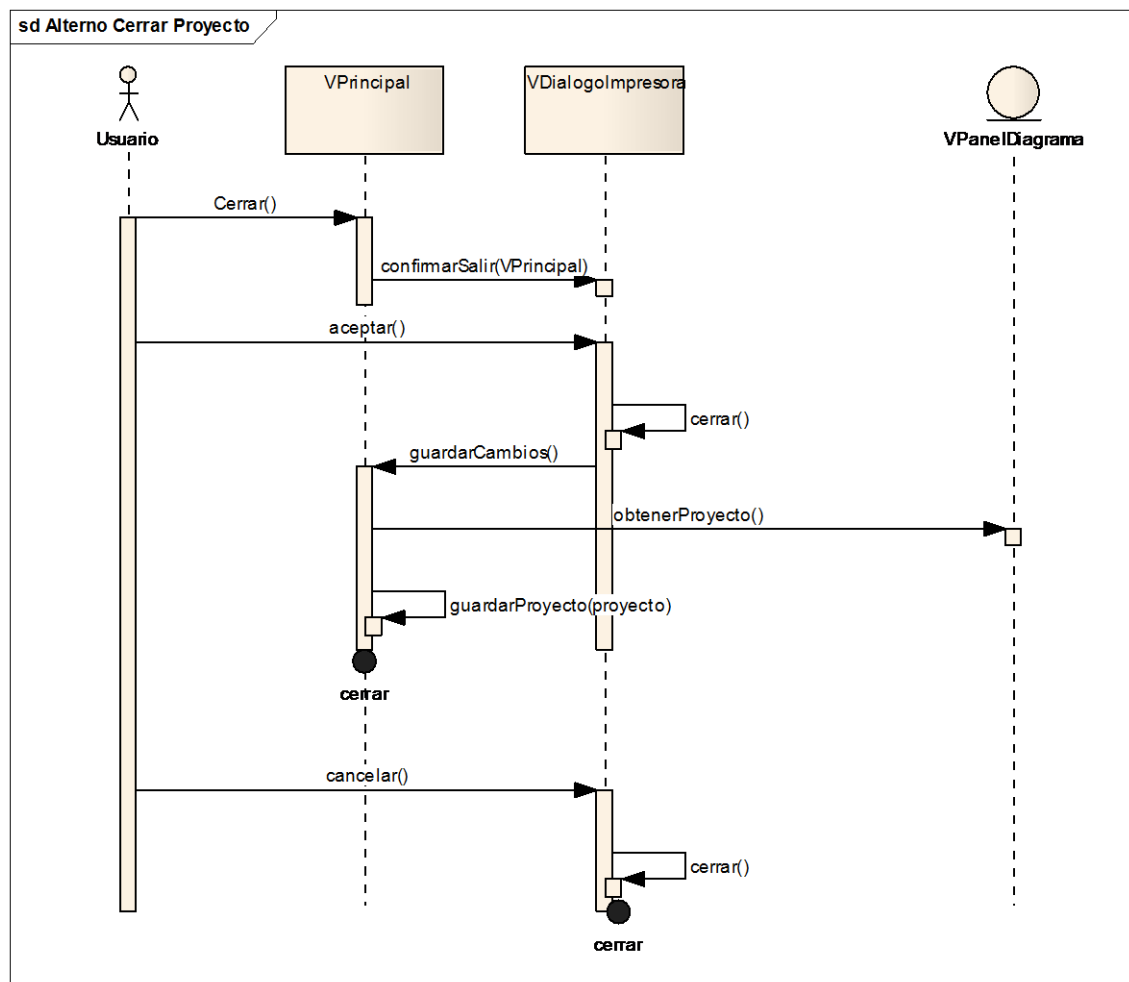 sd Alterno Cerrar Proyecto
VPrincipal
VDialogoImpresora
Usuario
VPanelDiagrama
Cerrar()
confirmarSalir(VPrincipal)
aceptar()
cerrar()
guardarCambios()
obtenerProyecto()
guardarProyecto(proyecto)
cerrar
cancelar()
cerrar()
cerrar